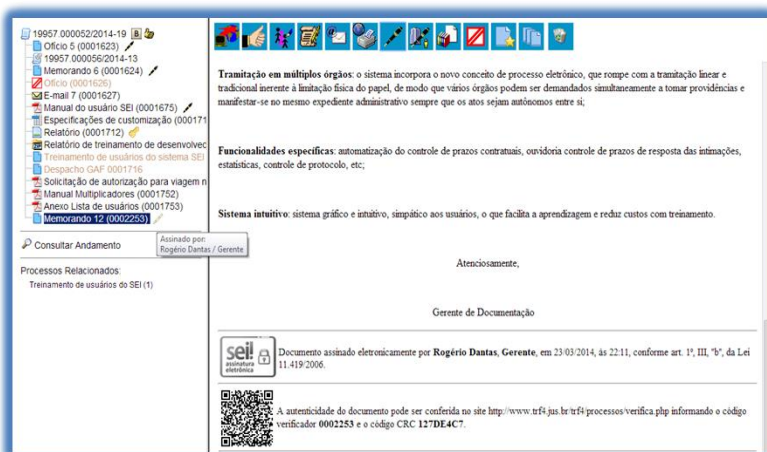 19957.000052/2014-19
Ofício 5 (0001623)
19957.000056/2014-13
Memorando 6 (0001624)
Ofício (0001626)
E-mail 7 (0001627)
Manual do usuário SEI (0001675)
Especificações de customização (000171
Relatório (0001712)
Relatório de treinamento de desenvolvec
Treinamento de usuários do sistema SEI
Despacho GAF 0001716
Solicitação de autorização para viagem n
Manual Multiplicadores (0001752)
Anexo Lista de usuários (0001753)
Memorando 12 (0002253)
Assinado por:
Rogério Dantas / Gerente
Consultar Andamento
Processos Relacionados:
Treinamento de usuários do SEI (1)
Tramitação em múltiplos órgãos: o sistema incorpora o novo conceito de processo eletrônico, que rompe com a tramitação linear e
tradicional inerente à limitação física do papel, de modo que vários órgãos podem ser demandados simultaneamente a tomar providências e
manifestar-se no mesmo expediente administrativo sempre que os atos sejam autônomos entre si;
Funcionalidades específicas: automatização do controle de prazos contratuais, ouvidoria controle de prazos de resposta das intimações,
estatísticas, controle de protocolo, etc;
Sistema intuitivo: sistema gráfico e intuitivo, simpático aos usuários, o que facilita a aprendizagem e reduz custos com treinamento.
Atenciosamente,
Gerente de Documentação
sei!
assinatura
eletrônica
Documento assinado eletronicamente por Rogério Dantas, Gerente, em 23/03/2014, às 22:11, conforme art. 1º, III, "b", da Lei
11.419/2006.
A autenticidade do documento pode ser conferida no site http://www.trf4.jus.br/trf4/processos/verifica.php informando o código
verificador 0002253 e o código CRC 127DE4C7.